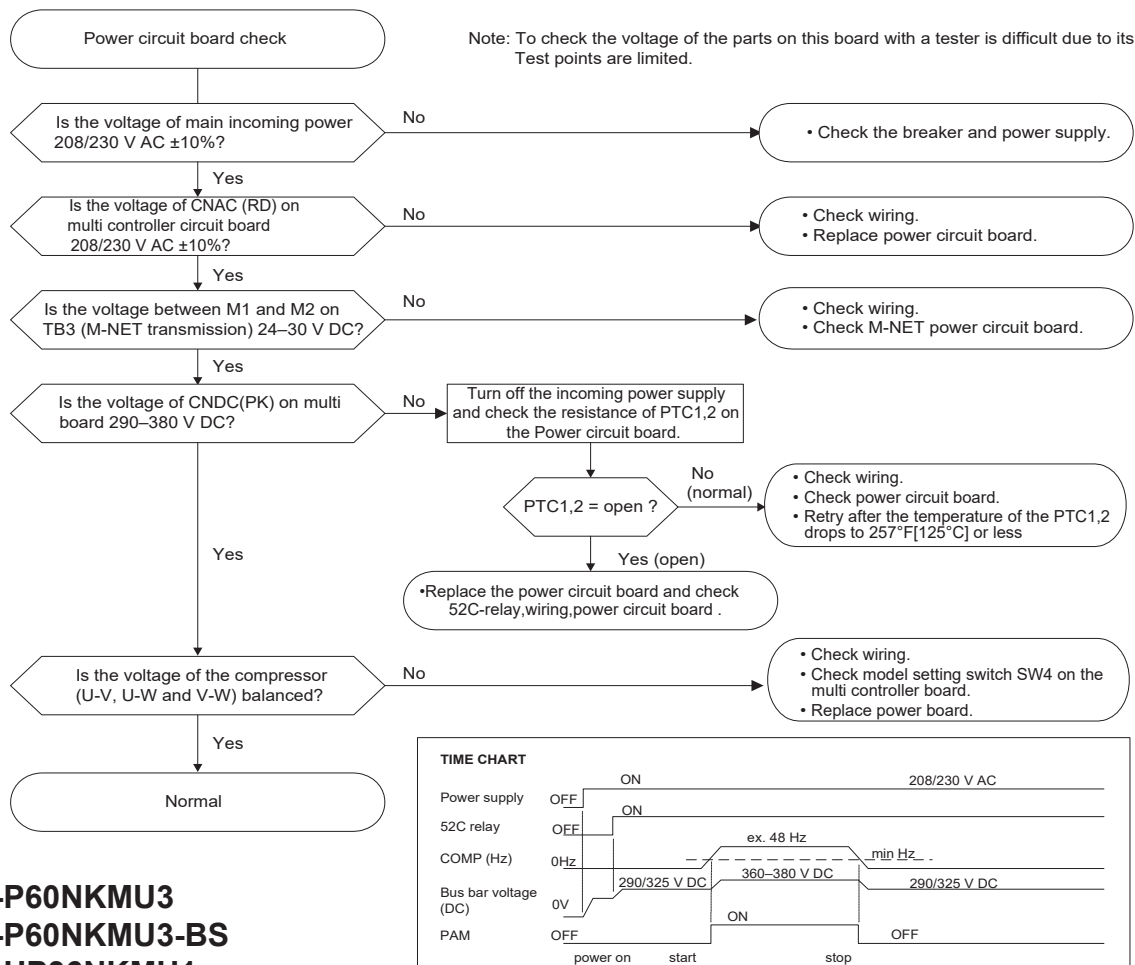 Power circuit board check
Note: To check the voltage of the parts on this board with a tester is difficult due to its
Test points are limited.
Is the voltage of main incoming power
208/230 V AC ±10%?
No
• Check the breaker and power supply.
Yes
Is the voltage of CNAC (RD) on
multi controller circuit board
208/230 V AC ±10%?
No
• Check wiring.
• Replace power circuit board.
Yes
Is the voltage between M1 and M2 on
TB3 (M-NET transmission) 24–30 V DC?
No
• Check wiring.
• Check M-NET power circuit board.
Yes
Is the voltage of CNDC(PK) on multi
board 290–380 V DC?
No
Turn off the incoming power supply
and check the resistance of PTC1,2 on
the Power circuit board.
PTC1,2 = open ?
No
(normal)
• Check wiring.
• Check power circuit board.
• Retry after the temperature of the PTC1,2
drops to 257°F[125°C] or less
Yes (open)
•Replace the power circuit board and check
52C-relay,wiring,power circuit board .
Yes
Is the voltage of the compressor
(U-V, U-W and V-W) balanced?
No
• Check wiring.
• Check model setting switch SW4 on the
multi controller board.
• Replace power board.
Yes
Normal
TIME CHART
Power supply OFF ON 208/230 V AC
52C relay OFF ON
COMP (Hz) 0Hz ex. 48 Hz min Hz
Bus bar voltage
(DC) 0V 290/325 V DC 360–380 V DC 290/325 V DC
PAM OFF ON OFF
power on start stop
-P60NKMU3
-P60NKMU3-BS